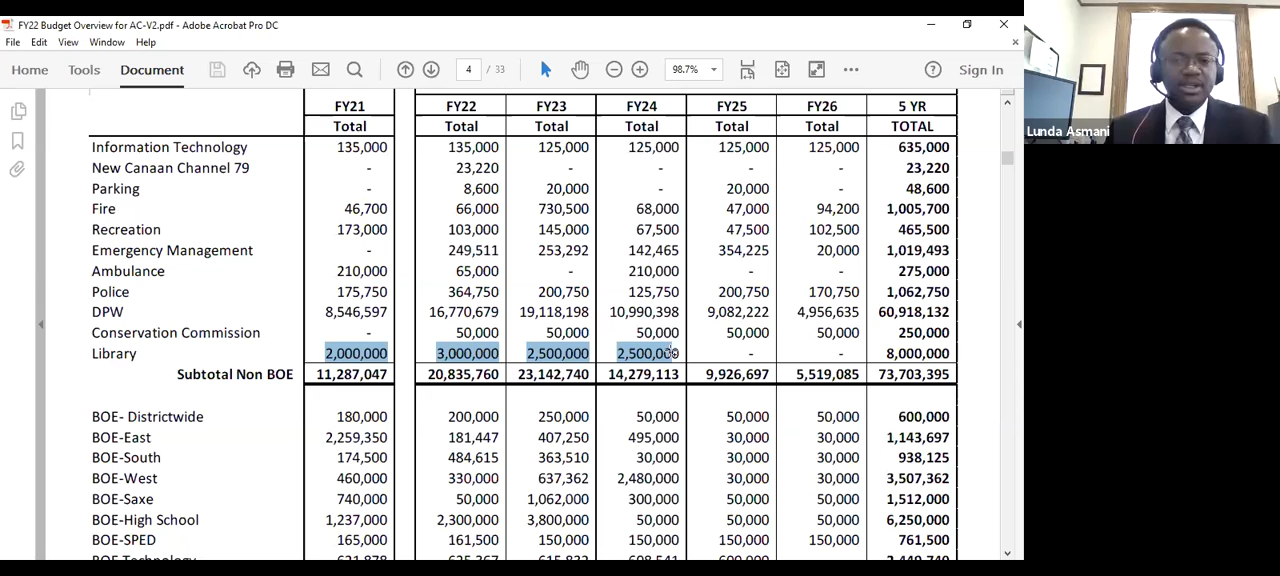 FY22 Budget Overview for AC-V2.pdf - Adobe Acrobat Pro DC
File Edit View Window Help
Home Tools Document 4 / 33 98.7% Sign In
FY21 FY22 FY23 FY24 FY25 FY26 5 YR
Total Total Total Total Total Total TOTAL
Information Technology 135,000 135,000 125,000 125,000 125,000 125,000 635,000
New Canaan Channel 79 - 23,220 - - - - 23,220
Parking - 8,600 20,000 - 20,000 - 48,600
Fire 46,700 66,000 730,500 68,000 47,000 94,200 1,005,700
Recreation 173,000 103,000 145,000 67,500 47,500 102,500 465,500
Emergency Management - 249,511 253,292 142,465 354,225 20,000 1,019,493
Ambulance 210,000 65,000 - 210,000 - - 275,000
Police 175,750 364,750 200,750 125,750 200,750 170,750 1,062,750
DPW 8,546,597 16,770,679 19,118,198 10,990,398 9,082,222 4,956,635 60,918,132
Conservation Commission - 50,000 50,000 50,000 50,000 50,000 250,000
Library 2,000,000 3,000,000 2,500,000 2,500,000 - - 8,000,000
Subtotal Non BOE 11,287,047 20,835,760 23,142,740 14,279,113 9,926,697 5,519,085 73,703,395
BOE- Districtwide 180,000 200,000 250,000 50,000 50,000 50,000 600,000
BOE-East 2,259,350 181,447 407,250 495,000 30,000 30,000 1,143,697
BOE-South 174,500 484,615 363,510 30,000 30,000 30,000 938,125
BOE-West 460,000 330,000 637,362 2,480,000 30,000 30,000 3,507,362
BOE-Saxe 740,000 50,000 1,062,000 300,000 50,000 50,000 1,512,000
BOE-High School 1,237,000 2,300,000 3,800,000 50,000 50,000 50,000 6,250,000
BOE-SPED 165,000 161,500 150,000 150,000 150,000 150,000 761,500
Lunda Asmani